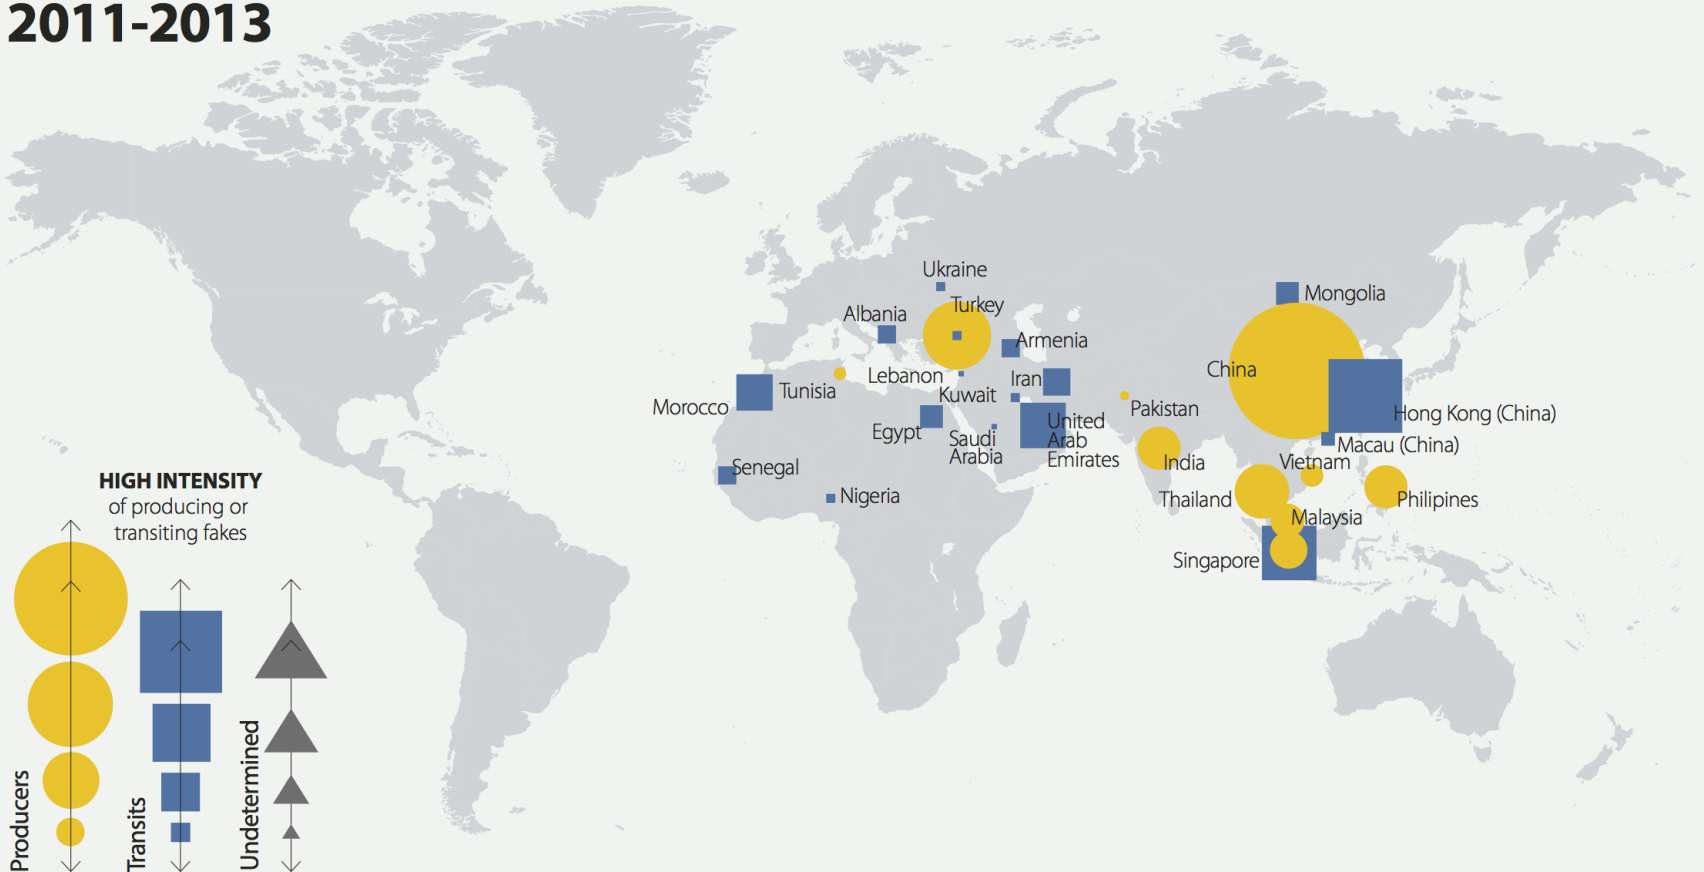 2011-2013
Ukraine
Turkey
Albania
Armenia
Mongolia
China
Lebanon
Iran
Tunisia
Kuwait
Morocco
Pakistan
Hong Kong (China)
Egypt
Saudi
Arabia
United
Arab
Emirates
Macau (China)
India
Vietnam
Senegal
Nigeria
Thailand
Philipines
Malaysia
Singapore
HIGH INTENSITY
of producing or
transiting fakes
Producers
Transits
Undetermined